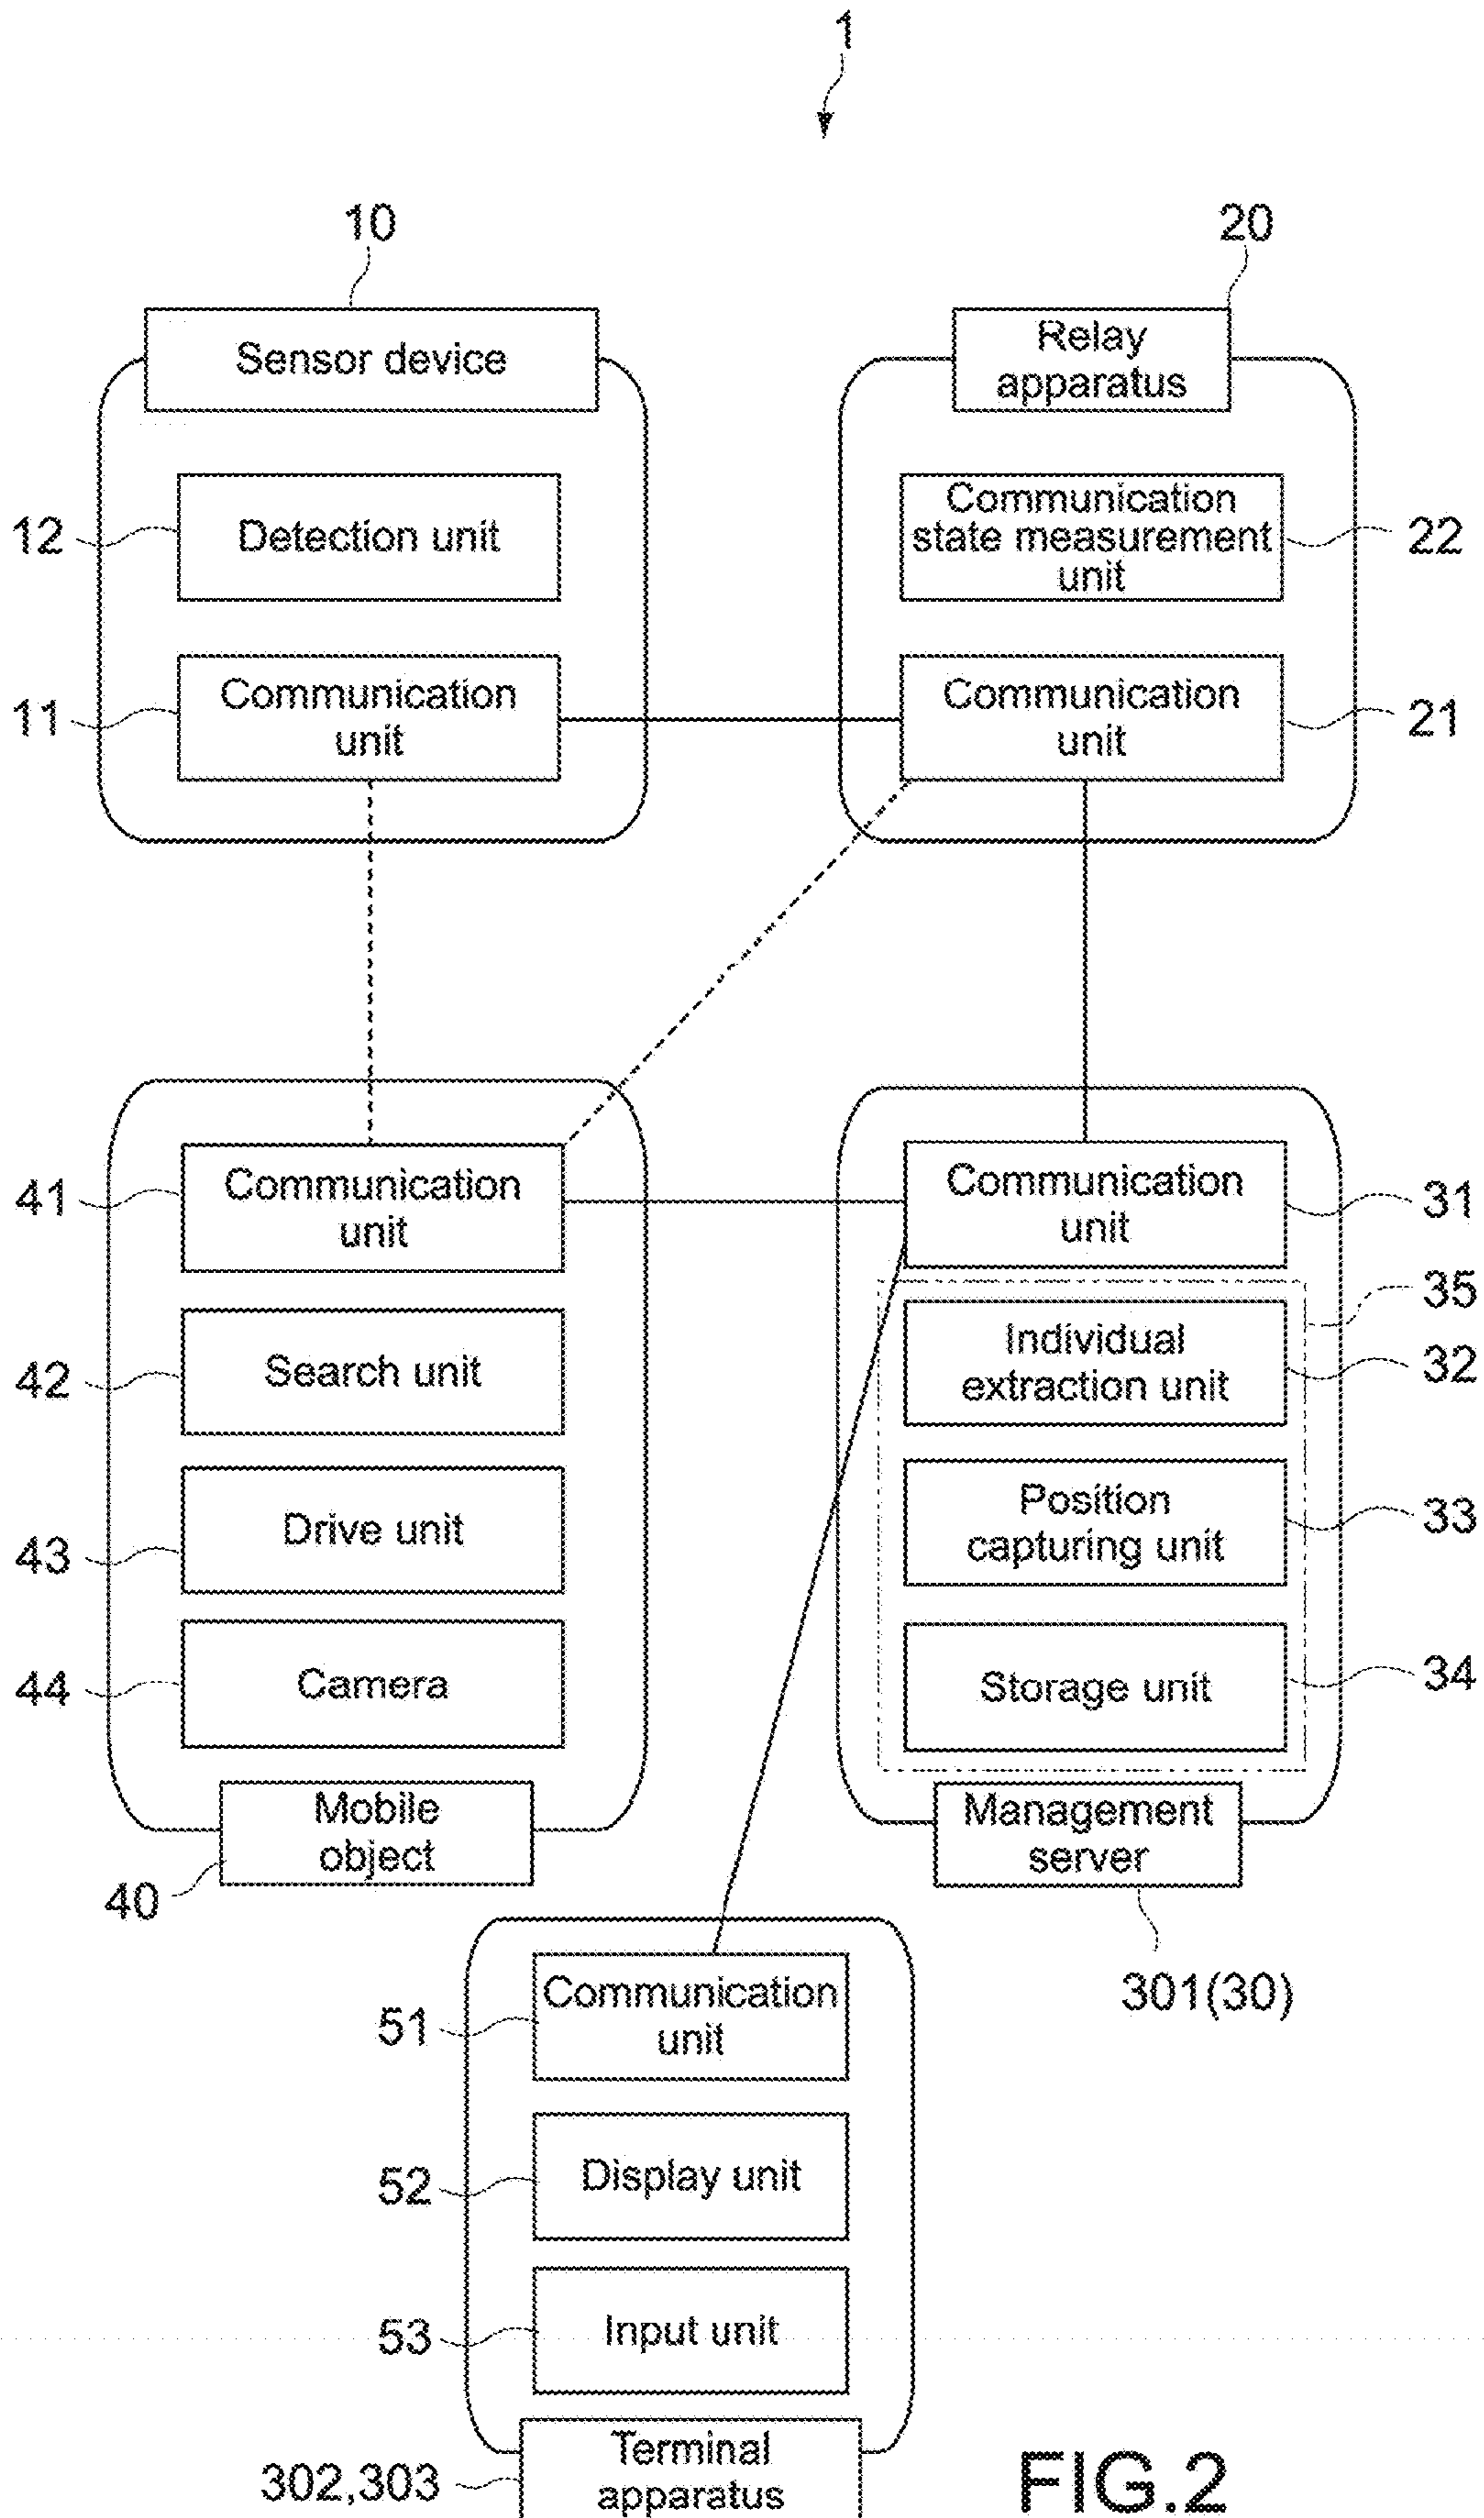 1
10
20
Sensor device
Relay
apparatus
12
Detection unit
Communication
state measurement
unit
22
11
Communication
unit
Communication
unit
21
41
Communication
unit
Communication
unit
31
35
42
Search unit
Individual
extraction unit
32
43
Drive unit
Position
capturing unit
33
44
Camera
Storage unit
34
Mobile
object
40
Management
server
301(30)
51
Communication
unit
52
Display unit
53
Input unit
302,303
Terminal
apparatus
FIG.2